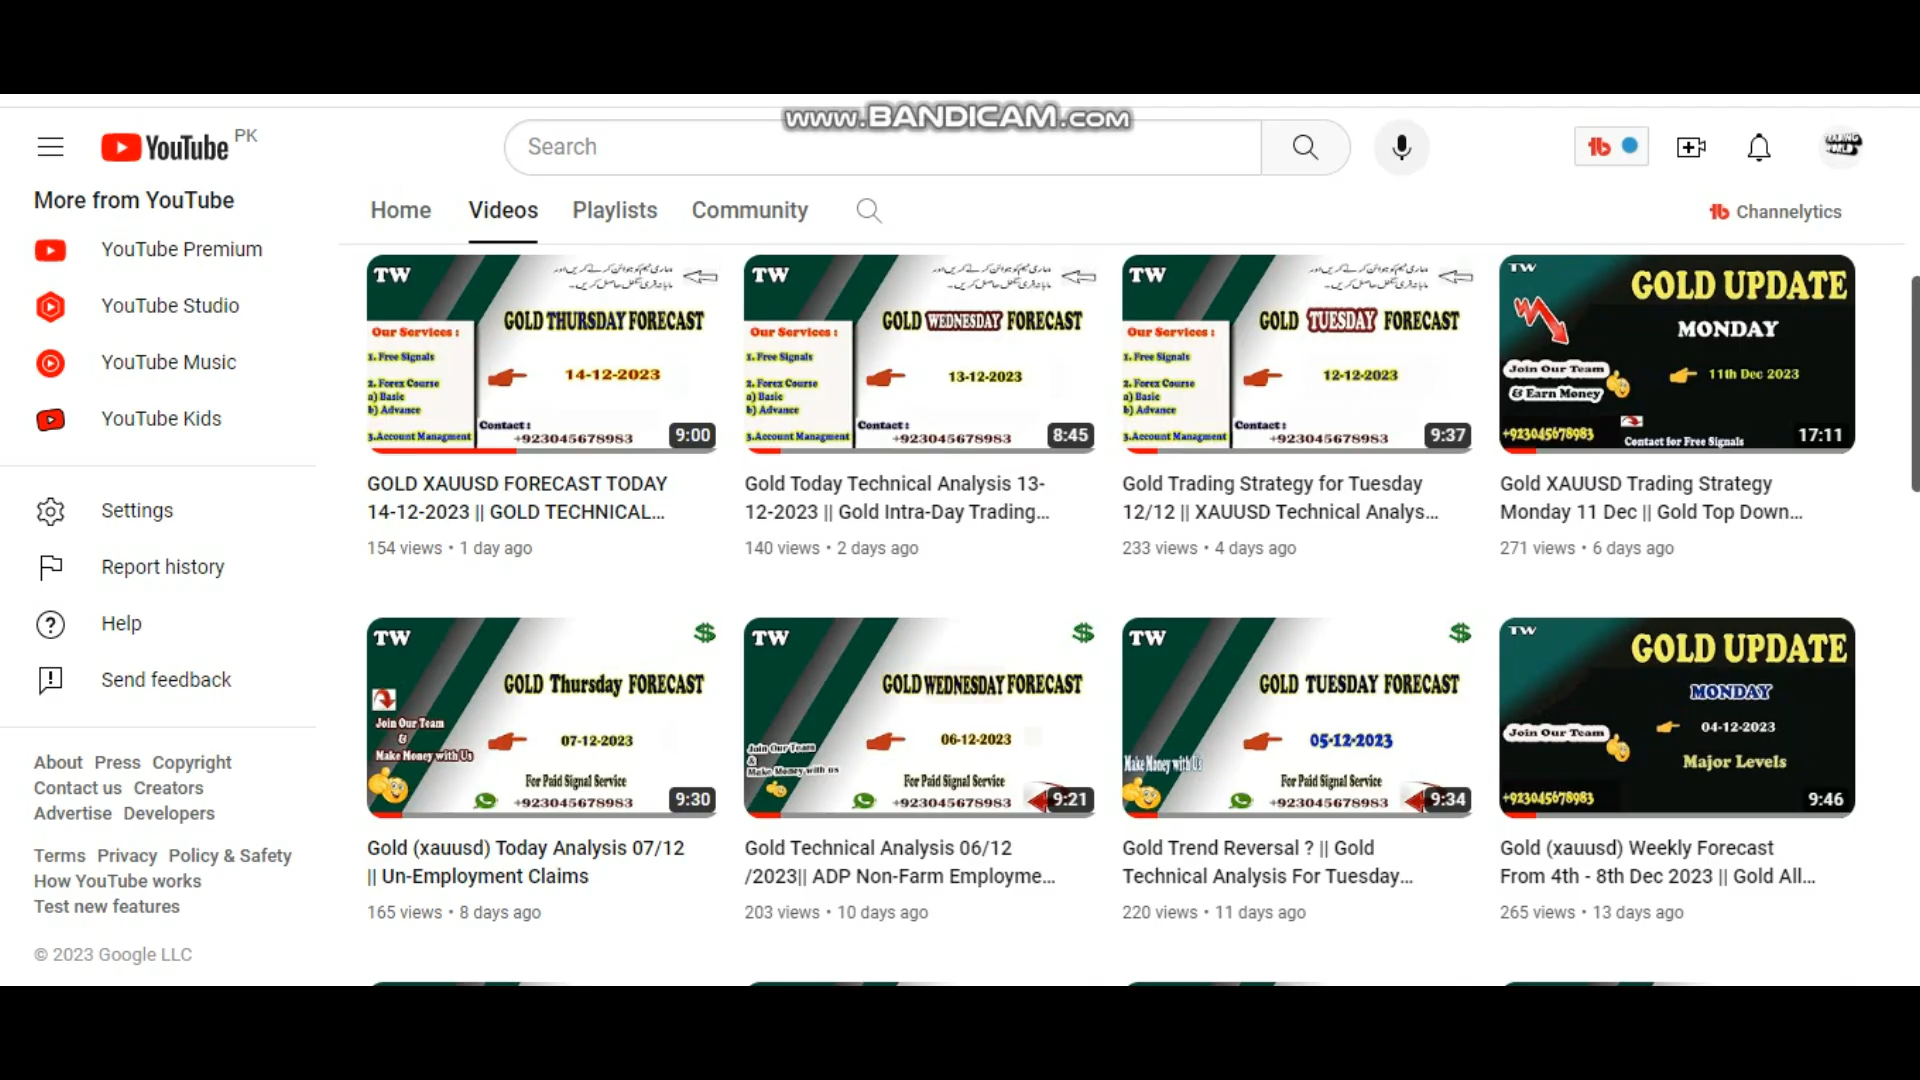 www.BANDICAM.com
YouTube PK
Search
Home Videos Playlists Community
Channelytics
More from YouTube
YouTube Premium
YouTube Studio
YouTube Music
YouTube Kids
Settings
Report history
Help
Send feedback
About Press Copyright
Contact us Creators
Advertise Developers
Terms Privacy Policy & Safety
How YouTube works
Test new features
© 2023 Google LLC
TW
GOLD THURSDAY FORECAST
14-12-2023
Our Services :
1. Free Signals
2. Forex Course
a) Basic
b) Advance
3.Account Managment
Contact :
+923045678983
9:00
GOLD XAUUSD FORECAST TODAY
14-12-2023 || GOLD TECHNICAL...
154 views • 1 day ago
TW
GOLD WEDNESDAY FORECAST
13-12-2023
Our Services :
1. Free Signals
2. Forex Course
a) Basic
b) Advance
3.Account Managment
Contact :
+923045678983
8:45
Gold Today Technical Analysis 13-
12-2023 || Gold Intra-Day Trading...
140 views • 2 days ago
TW
GOLD TUESDAY FORECAST
12-12-2023
Our Services :
1. Free Signals
2. Forex Course
a) Basic
b) Advance
3.Account Managment
Contact :
+923045678983
9:37
Gold Trading Strategy for Tuesday
12/12 || XAUUSD Technical Analys...
233 views • 4 days ago
TW
GOLD UPDATE
MONDAY
11th Dec 2023
Join Our Team
& Earn Money
+923045678983
Contact for Free Signals
17:11
Gold XAUUSD Trading Strategy
Monday 11 Dec || Gold Top Down...
271 views • 6 days ago
TW
GOLD Thursday FORECAST
07-12-2023
Join Our Team
&
Make Money with Us
For Paid Signal Service
+923045678983
9:30
Gold (xauusd) Today Analysis 07/12
|| Un-Employment Claims
165 views • 8 days ago
TW
GOLD WEDNESDAY FORECAST
06-12-2023
Join Our Team
&
Make Money with us
For Paid Signal Service
+923045678983
9:21
Gold Technical Analysis 06/12
/2023|| ADP Non-Farm Employme...
203 views • 10 days ago
TW
GOLD TUESDAY FORECAST
05-12-2023
Make Money with Us
For Paid Signal Service
+923045678983
9:34
Gold Trend Reversal ? || Gold
Technical Analysis For Tuesday...
220 views • 11 days ago
TW
GOLD UPDATE
MONDAY
04-12-2023
Major Levels
Join Our Team
+923045678983
9:46
Gold (xauusd) Weekly Forecast
From 4th - 8th Dec 2023 || Gold All...
265 views • 13 days ago